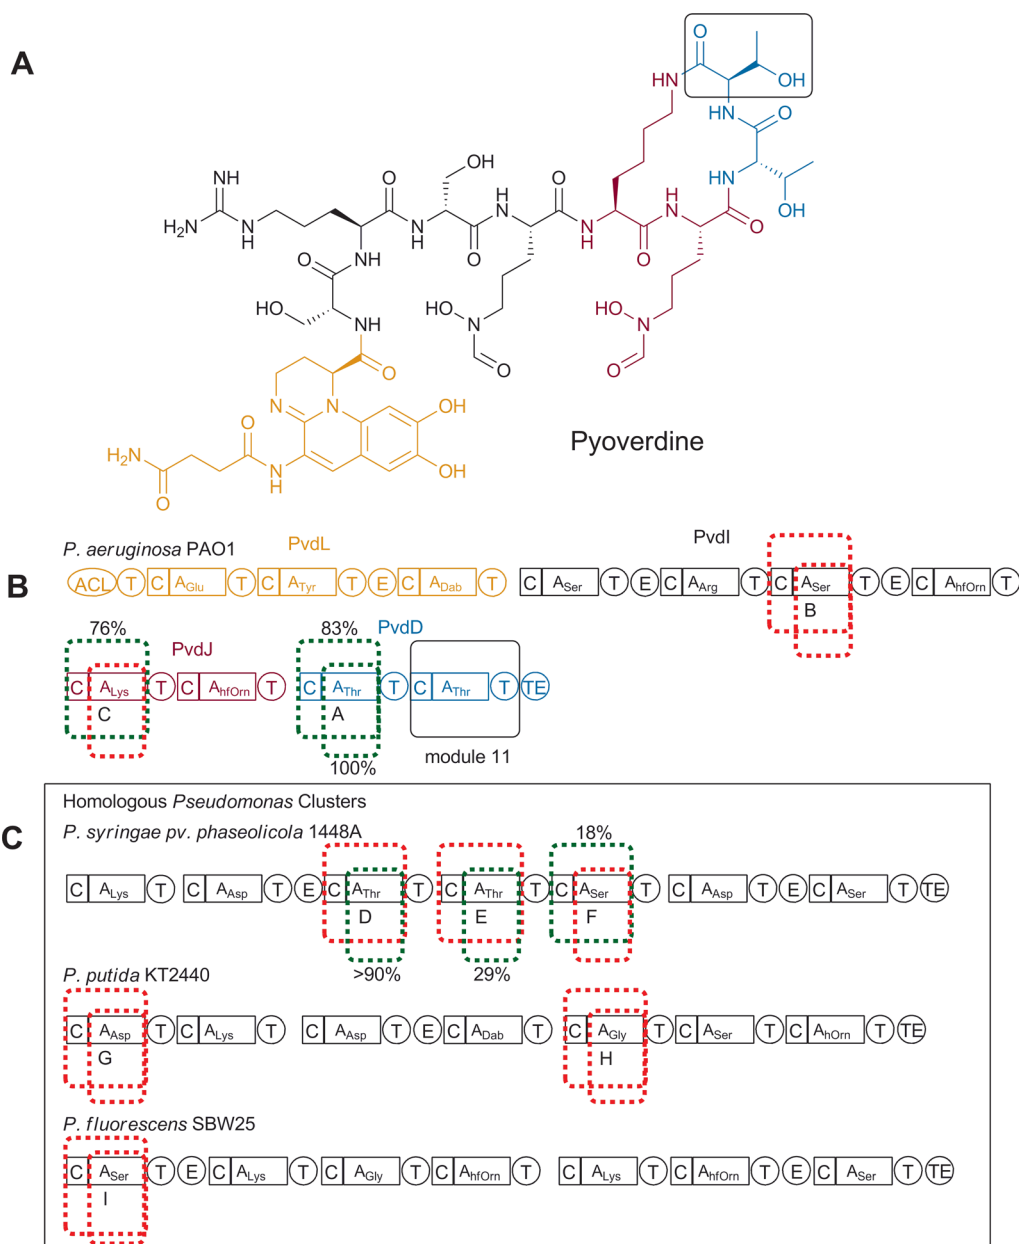 A
O
OH
HN
HN
O
NH
H2N
N
H
O
OH
N
H
O
H
N
O
N
H
O
H
N
O
HN
OH
O
NH
HO
NH
O
HO
N
O
HO
N
O
N
N
OH
OH
O
H2N
O
N
H
Pyoverdine
B
P. aeruginosa PAO1
PvdL
PvdI
ACL T C AGlu T C ATyr T E C ADab T C ASer T E C AArg T C ASer T E C AhfOrn T
B
76%
PvdJ
83%
PvdD
C ALys T C AhfOrn T C AThr T C AThr T TE
C
A
100%
module 11
C
Homologous Pseudomonas Clusters
P. syringae pv. phaseolicola 1448A
18%
C ALys T C AAsp T E C AThr T C AThr T C ASer T C AAsp T E C ASer T TE
D
E
F
>90%
29%
P. putida KT2440
C AAsp T C ALys T C AAsp T E C ADab T C AGly T C ASer T C AhOrn T TE
G
H
P. fluorescens SBW25
C ASer T E C ALys T C AGly T C AhfOrn T C ALys T C AhfOrn T E C ASer T TE
I